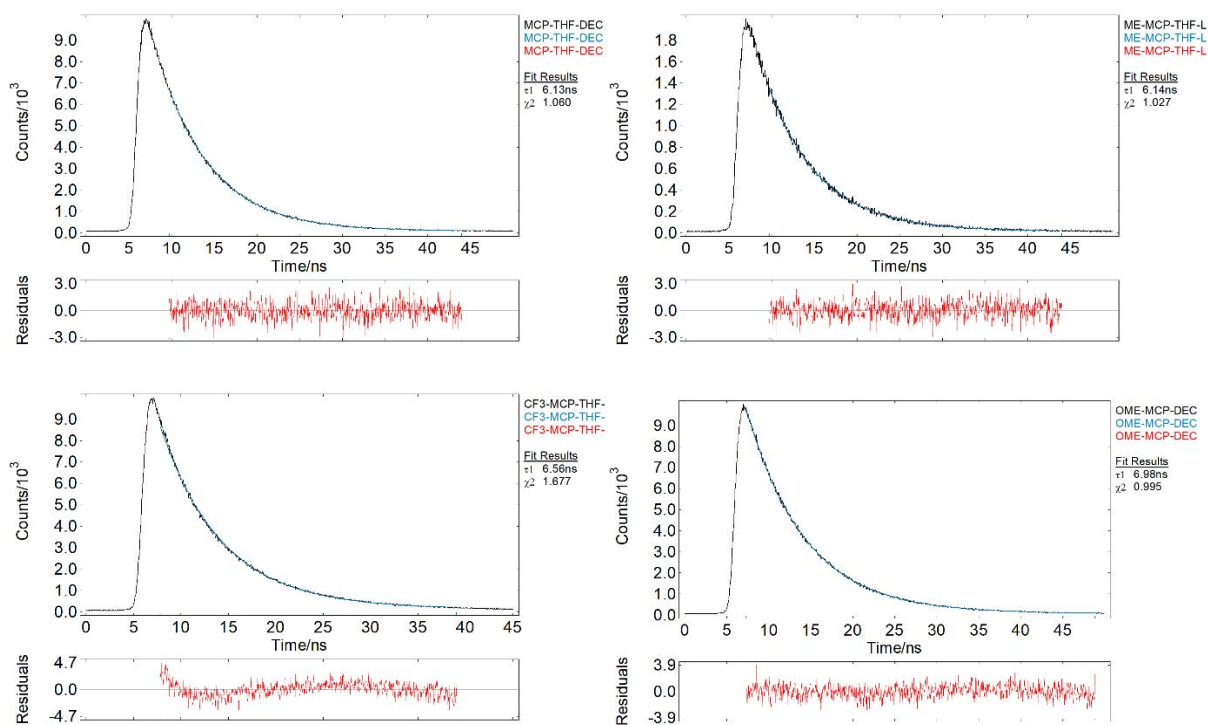 MCP-THF-DEC
MCP-THF-DEC
MCP-THF-DEC
Fit Results
τ1 6.13ns
χ2 1.060
Counts/10³
9.0
8.0
7.0
6.0
5.0
4.0
3.0
2.0
1.0
0.0
0 5 10 15 20 25 30 35 40 45
Time/ns
Residuals
3.0
0.0
-3.0
ME-MCP-THF-L
ME-MCP-THF-L
ME-MCP-THF-L
Fit Results
τ1 6.14ns
χ2 1.027
Counts/10³
1.8
1.6
1.4
1.2
1.0
0.8
0.6
0.4
0.2
0.0
0 5 10 15 20 25 30 35 40 45
Time/ns
Residuals
3.0
0.0
-3.0
CF3-MCP-THF-
CF3-MCP-THF-
CF3-MCP-THF-
Fit Results
τ1 6.56ns
χ2 1.677
Counts/10³
9.0
8.0
7.0
6.0
5.0
4.0
3.0
2.0
1.0
0.0
0 5 10 15 20 25 30 35 40 45
Time/ns
Residuals
4.7
0.0
-4.7
OME-MCP-DEC
OME-MCP-DEC
OME-MCP-DEC
Fit Results
τ1 6.98ns
χ2 0.995
Counts/10³
9.0
8.0
7.0
6.0
5.0
4.0
3.0
2.0
1.0
0.0
0 5 10 15 20 25 30 35 40 45
Time/ns
Residuals
3.9
0.0
-3.9